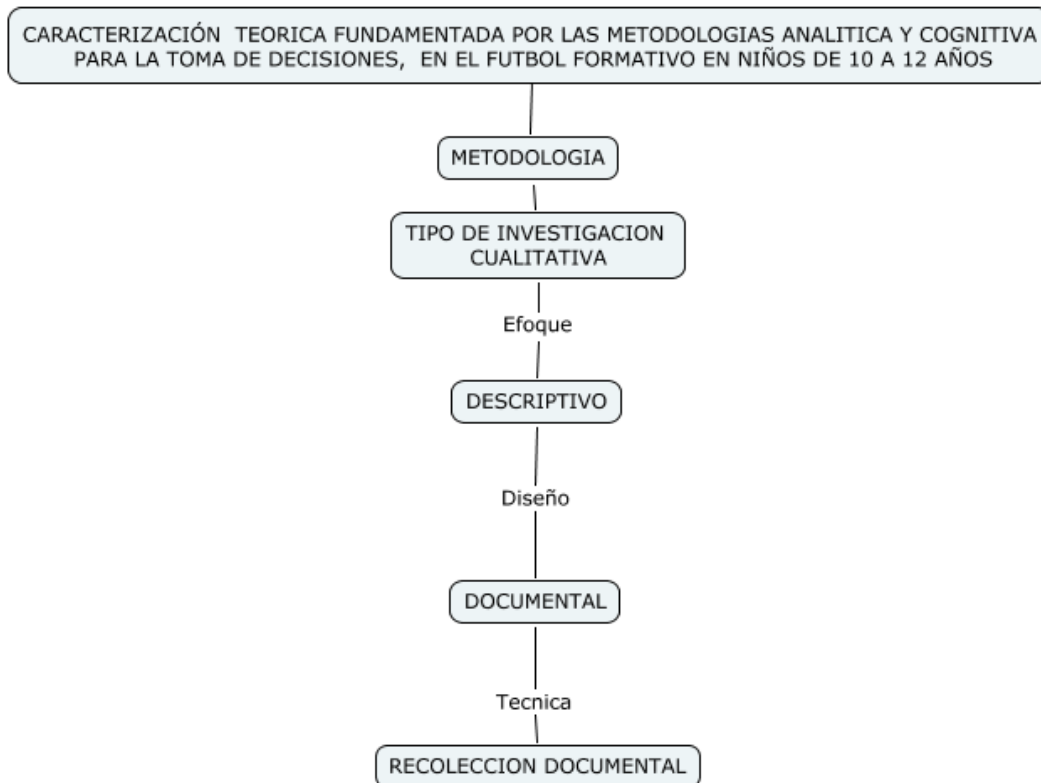 CARACTERIZACIÓN TEORICA FUNDAMENTADA POR LAS METODOLOGIAS ANALITICA Y COGNITIVA
PARA LA TOMA DE DECISIONES, EN EL FUTBOL FORMATIVO EN NIÑOS DE 10 A 12 AÑOS
METODOLOGIA
TIPO DE INVESTIGACION
CUALITATIVA
Efoque
DESCRIPTIVO
Diseño
DOCUMENTAL
Tecnica
RECOLECCION DOCUMENTAL